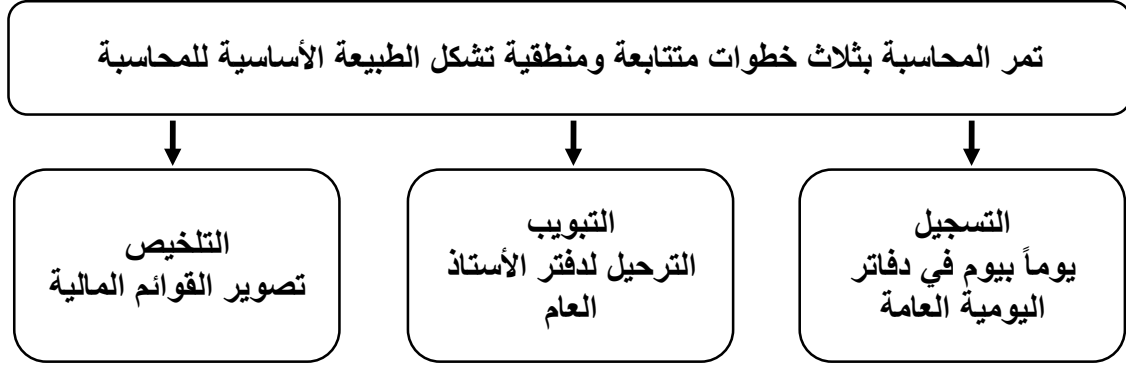 تمر المحاسبة بثلاث خطوات متتابعة ومنطقية تشكل الطبيعة الأساسية للمحاسبة
التسجيل
يوماً بيوم في دفاتر
اليومية العامة
التبويب
الترحيل لدفتر الأستاذ
العام
التلخيص
تصوير القوائم المالية